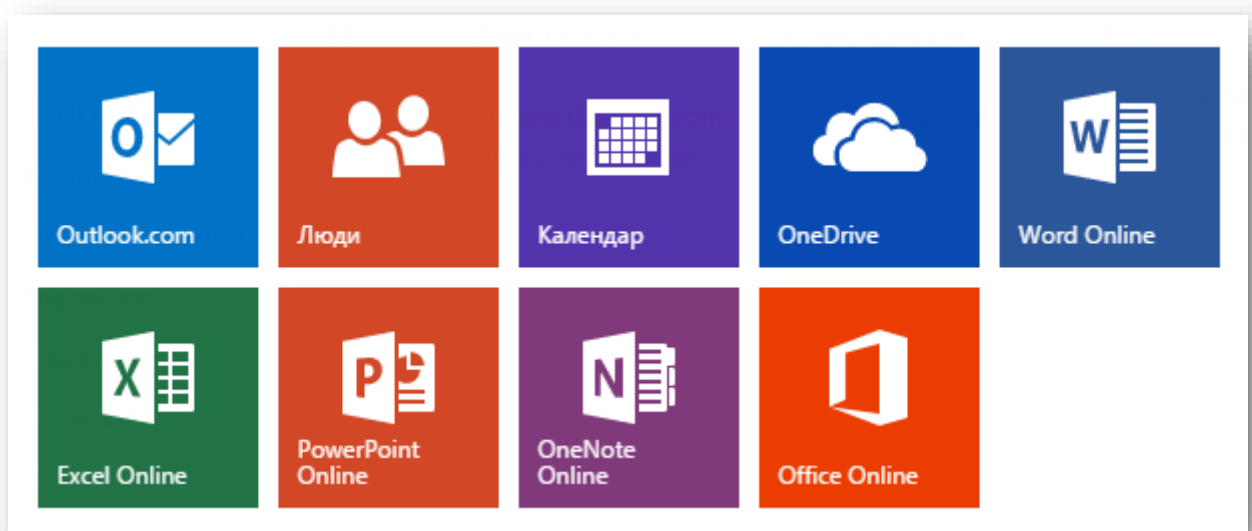 O
Outlook.com
Люди
Календар
OneDrive
W
Word Online
X
Excel Online
P
PowerPoint
Online
N
OneNote
Online
Office Online